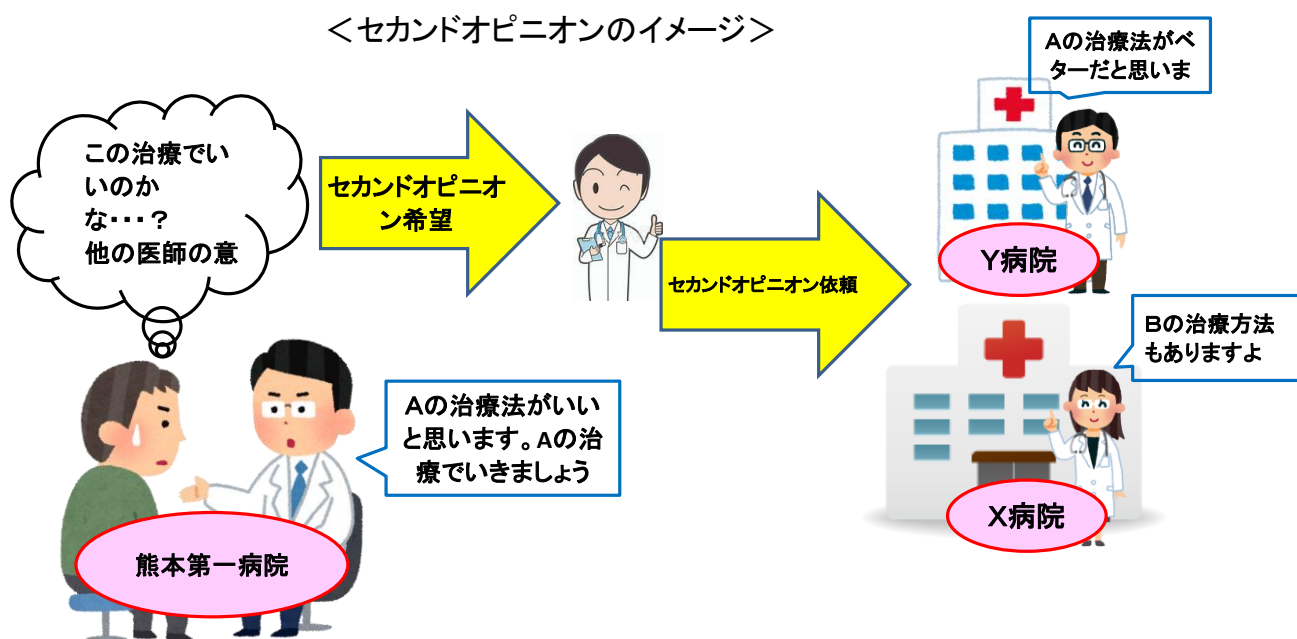 ＜セカンドオピニオンのイメージ＞
この治療でい
いのか
な・・・？
他の医師の意
セカンドオピニオ
ン希望
セカンドオピニオン依頼
Aの治療法がベ
ターだと思いま
Y病院
Bの治療方法
もありますよ
X病院
Aの治療法がいい
と思います。Aの治
療でいきましょう
熊本第一病院